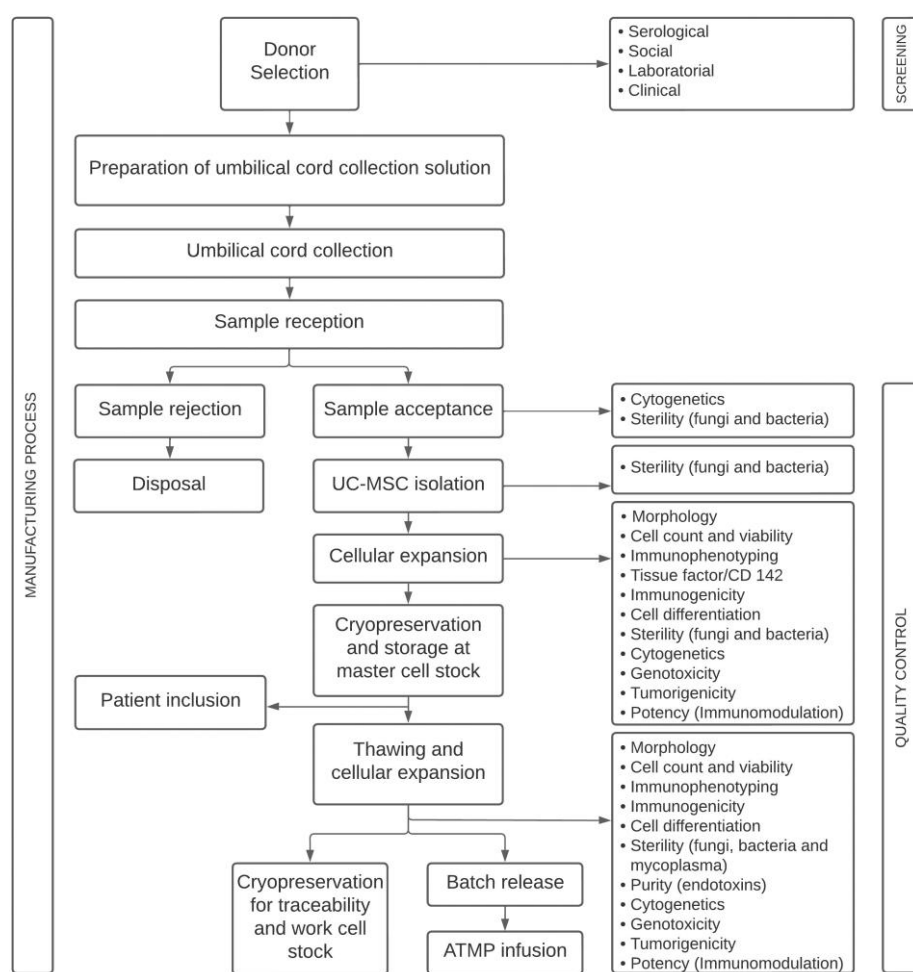 Donor
Selection
• Serological
• Social
• Laboratorial
• Clinical
SCREENING
Preparation of umbilical cord collection solution
Umbilical cord collection
Sample reception
MANUFACTURING PROCESS
Sample rejection
Sample acceptance
• Cytogenetics
• Sterility (fungi and bacteria)
Disposal
UC-MSC isolation
• Sterility (fungi and bacteria)
Cellular expansion
• Morphology
• Cell count and viability
• Immunophenotyping
• Tissue factor/CD 142
• Immunogenicity
• Cell differentiation
• Sterility (fungi and bacteria)
• Cytogenetics
• Genotoxicity
• Tumorigenicity
• Potency (Immunomodulation)
QUALITY CONTROL
Cryopreservation
and storage at
master cell stock
Patient inclusion
Thawing and
cellular expansion
• Morphology
• Cell count and viability
• Immunophenotyping
• Immunogenicity
• Cell differentiation
• Sterility (fungi, bacteria and
mycoplasma)
• Purity (endotoxins)
• Cytogenetics
• Genotoxicity
• Tumorigenicity
• Potency (Immunomodulation)
Cryopreservation
for traceability
and work cell
stock
Batch release
ATMP infusion